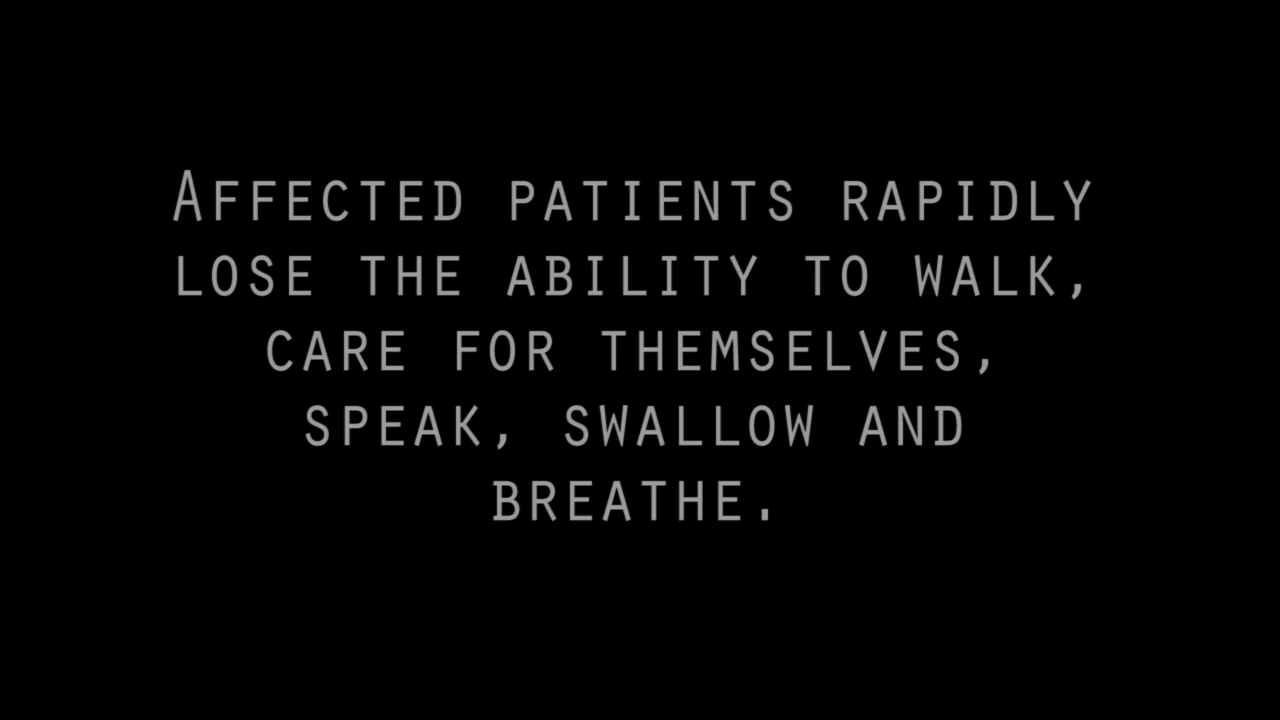 Affected patients rapidly
lose the ability to walk,
care for themselves,
speak, swallow and
breathe.